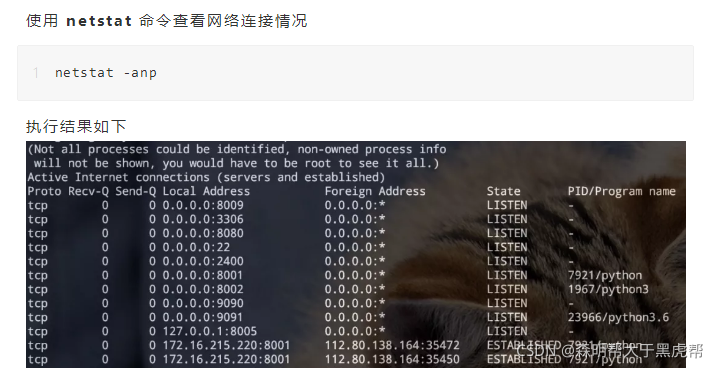 使用 netstat 命令查看网络连接情况
1 netstat -anp
执行结果如下
(Not all processes could be identified, non-owned process info
will not be shown, you would have to be root to see it all.)
Active Internet connections (servers and established)
Proto Recv-Q Send-Q Local Address Foreign Address State PID/Program name
tcp 0 0 0.0.0.0:8009 0.0.0.0:* LISTEN -
tcp 0 0 0.0.0.0:3306 0.0.0.0:* LISTEN -
tcp 0 0 0.0.0.0:8080 0.0.0.0:* LISTEN -
tcp 0 0 0.0.0.0:22 0.0.0.0:* LISTEN -
tcp 0 0 0.0.0.0:2400 0.0.0.0:* LISTEN -
tcp 0 0 0.0.0.0:8001 0.0.0.0:* LISTEN 7921/python
tcp 0 0 0.0.0.0:8002 0.0.0.0:* LISTEN 1967/python3
tcp 0 0 0.0.0.0:9090 0.0.0.0:* LISTEN -
tcp 0 0 0.0.0.0:9091 0.0.0.0:* LISTEN 23966/python3.6
tcp 0 0 127.0.0.1:8005 0.0.0.0:* LISTEN -
tcp 0 0 172.16.215.220:8001 112.80.138.164:35472 ESTABLISHED 7921/python
tcp 0 0 172.16.215.220:8001 112.80.138.164:35450 ESTABLISHED 7921/python
CSDN @森明帮大于黑虎帮